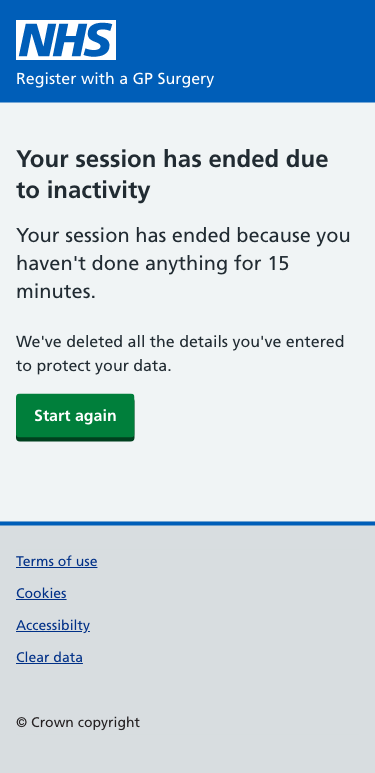 NHS
Register with a GP Surgery
Your session has ended due
to inactivity
Your session has ended because you
haven't done anything for 15
minutes.
We've deleted all the details you've entered
to protect your data.
Start again
Terms of use
Cookies
Accessibilty
Clear data
© Crown copyright